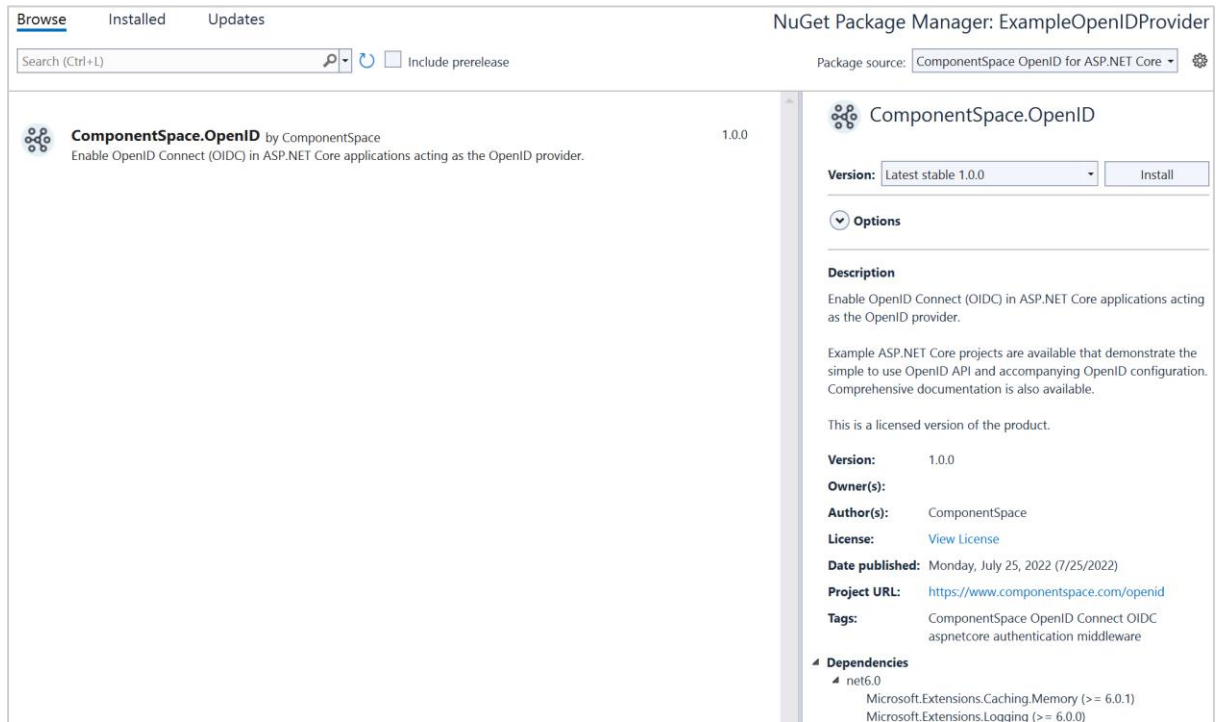 Browse Installed Updates
NuGet Package Manager: ExampleOpenIDProvider
Search (Ctrl+L)
Include prerelease
Package source: ComponentSpace OpenID for ASP.NET Core
ComponentSpace.OpenID by ComponentSpace 1.0.0
Enable OpenID Connect (OIDC) in ASP.NET Core applications acting as the OpenID provider.
ComponentSpace.OpenID
Version: Latest stable 1.0.0 Install
Options
Description
Enable OpenID Connect (OIDC) in ASP.NET Core applications acting
as the OpenID provider.
Example ASP.NET Core projects are available that demonstrate the
simple to use OpenID API and accompanying OpenID configuration.
Comprehensive documentation is also available.
This is a licensed version of the product.
Version: 1.0.0
Owner(s):
Author(s): ComponentSpace
License: View License
Date published: Monday, July 25, 2022 (7/25/2022)
Project URL: https://www.componentspace.com/openid
Tags: ComponentSpace OpenID Connect OIDC
aspnetcore authentication middleware
Dependencies
net6.0
Microsoft.Extensions.Caching.Memory (>= 6.0.1)
Microsoft.Extensions.Logging (>= 6.0.0)